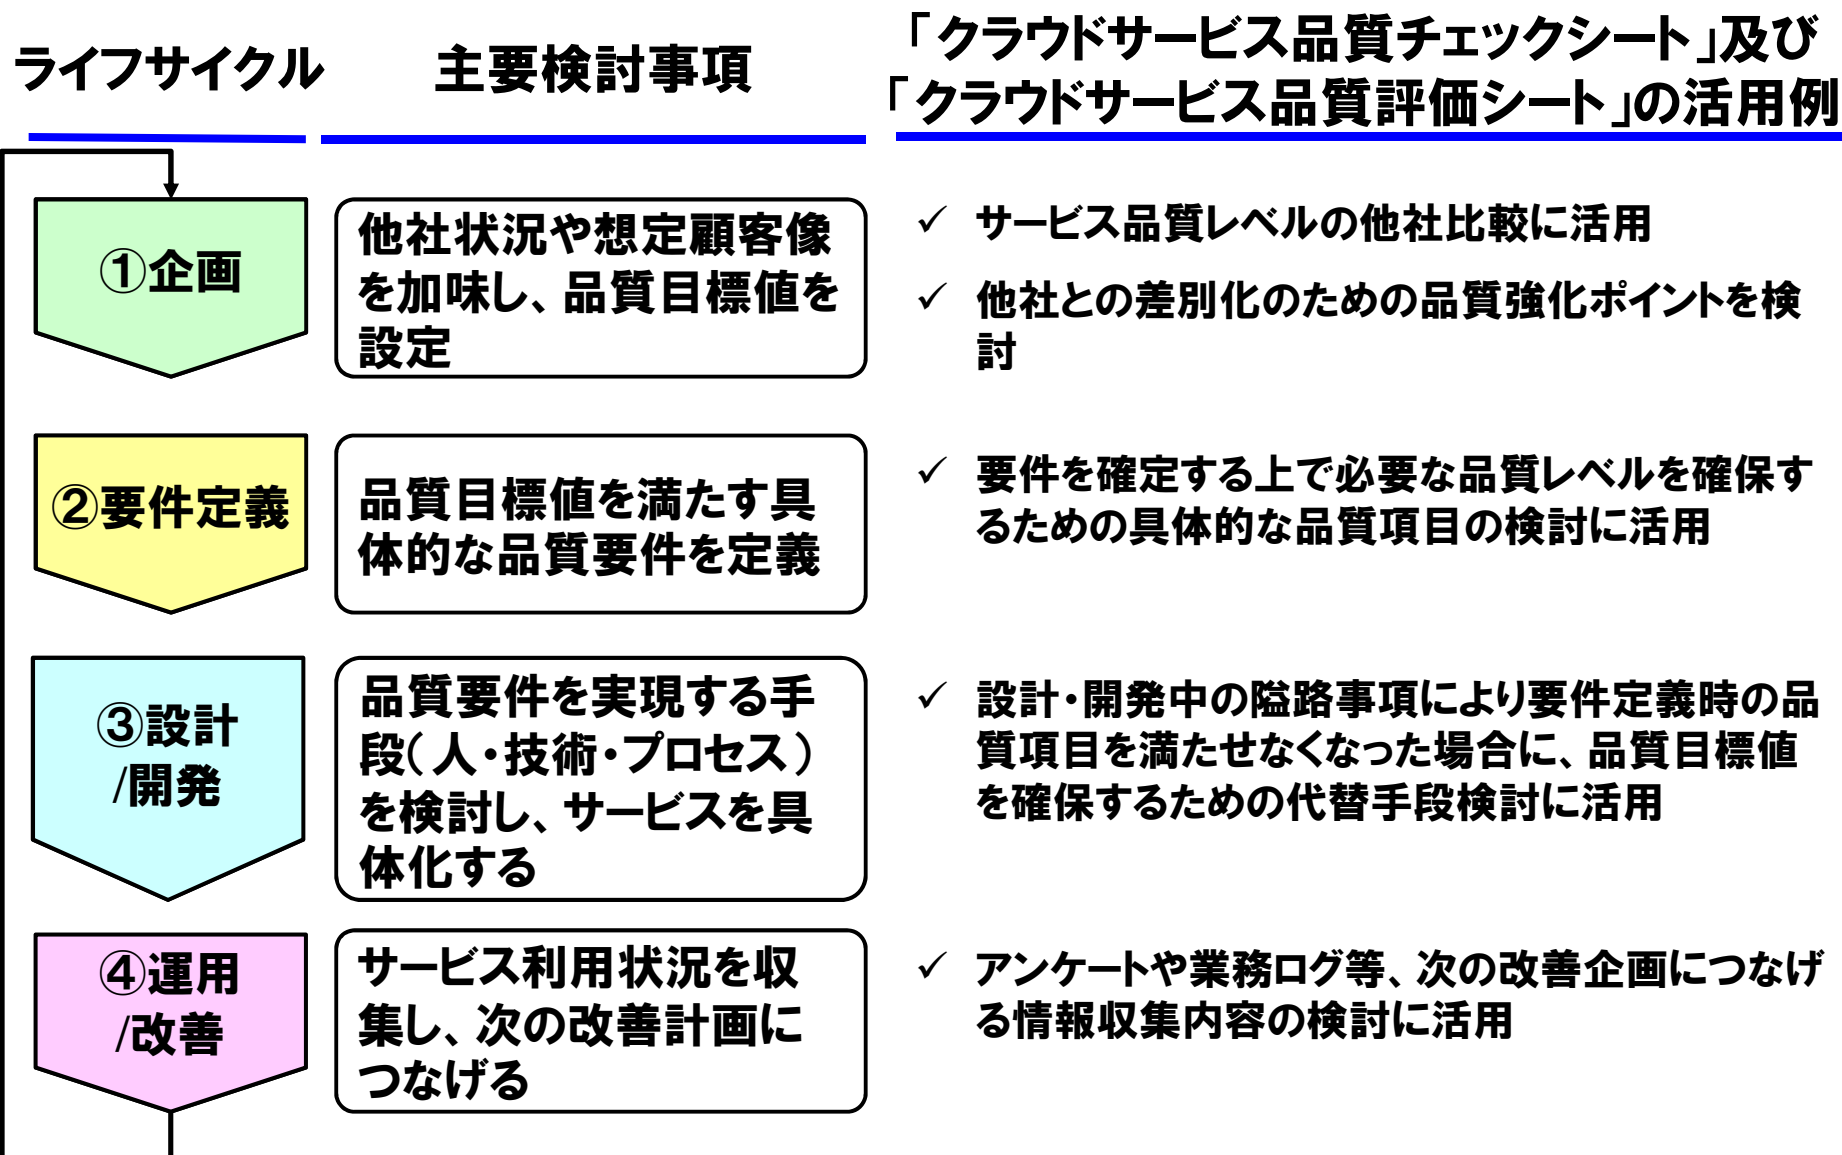 ライフサイクル
主要検討事項
「クラウドサービス品質チェックシート」及び
「クラウドサービス品質評価シート」の活用例
①企画
他社状況や想定顧客像
を加味し、品質目標値を
設定
✓ サービス品質レベルの他社比較に活用
✓ 他社との差別化のための品質強化ポイントを検
討
②要件定義
品質目標値を満たす具
体的な品質要件を定義
✓ 要件を確定する上で必要な品質レベルを確保す
るための具体的な品質項目の検討に活用
③設計
/開発
品質要件を実現する手
段(人・技術・プロセス)
を検討し、サービスを具
体化する
✓ 設計・開発中の隘路事項により要件定義時の品
質項目を満たせなくなった場合に、品質目標値
を確保するための代替手段検討に活用
④運用
/改善
サービス利用状況を収
集し、次の改善計画に
つなげる
✓ アンケートや業務ログ等、次の改善企画につなげ
る情報収集内容の検討に活用